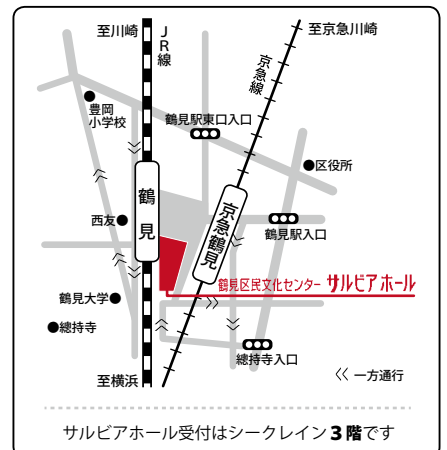 至川崎
JR線
至京急川崎
京急線
豊岡
小学校
鶴見駅東口入口
区役所
鶴見
京急鶴見
西友
鶴見駅入口
鶴見区民文化センター サルビアホール
鶴見大学
總持寺
總持寺入口
至横浜
一方通行
サルビアホール受付はシークレイン3階です